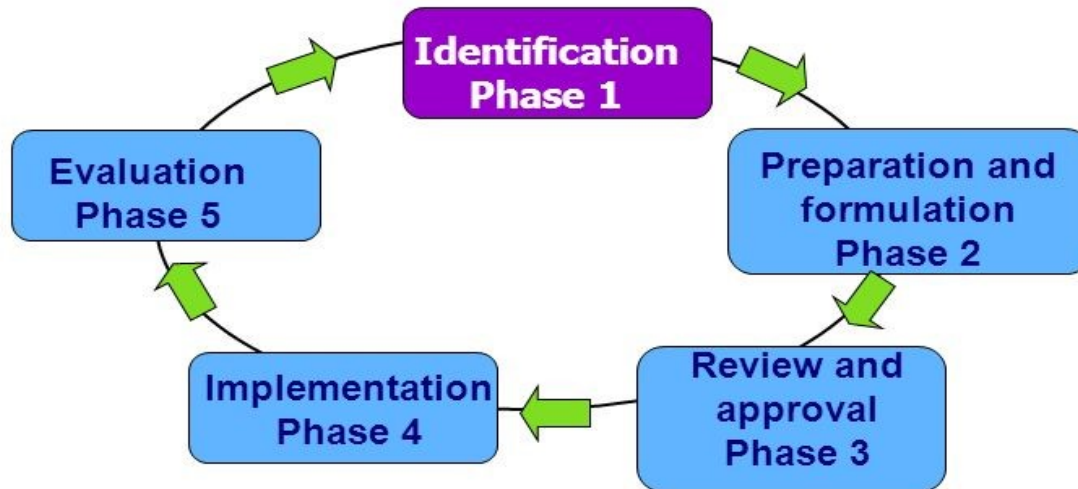 Identification
Phase 1
Preparation and
formulation
Phase 2
Review and
approval
Phase 3
Implementation
Phase 4
Evaluation
Phase 5